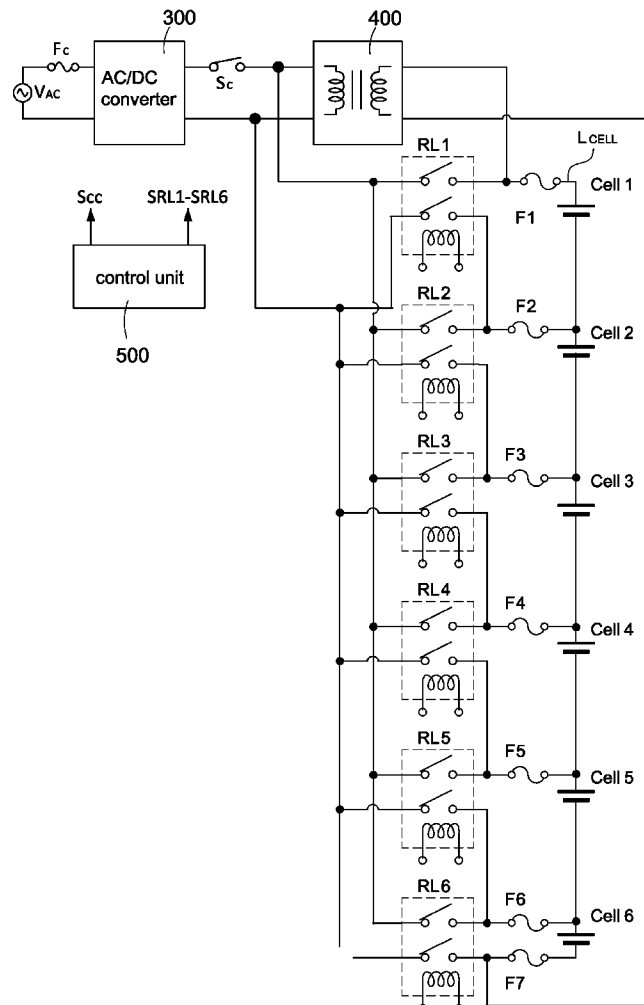 300
400
Fc
AC/DC
converter
Sc
VAC
RL1
LCELL
Cell 1
F1
Scc
SRL1-SRL6
control unit
500
RL2
F2
Cell 2
RL3
F3
Cell 3
RL4
F4
Cell 4
RL5
F5
Cell 5
RL6
F6
Cell 6
F7